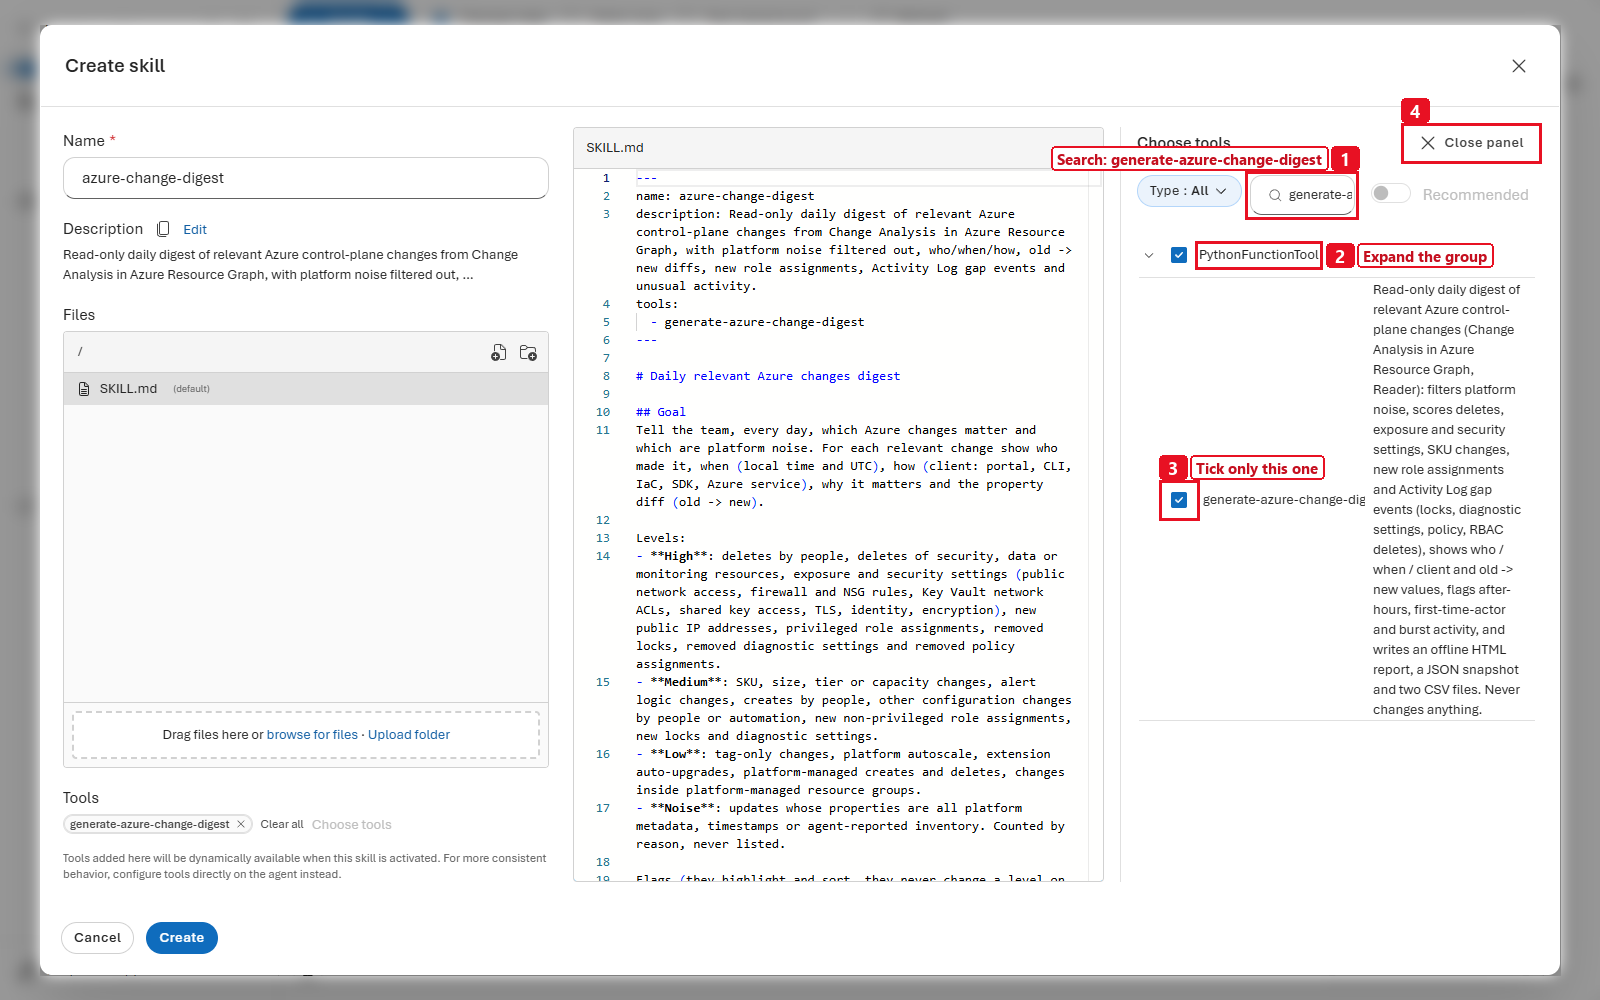 Create skill
Name *
azure-change-digest
Description Edit
Read-only daily digest of relevant Azure control-plane changes from Change
Analysis in Azure Resource Graph, with platform noise filtered out, ...
Files
/
SKILL.md (default)
Drag files here or browse for files · Upload folder
Tools
generate-azure-change-digest Clear all Choose tools
Tools added here will be dynamically available when this skill is activated. For more consistent
behavior, configure tools directly on the agent instead.
Cancel Create
SKILL.md
1 ---
2 name: azure-change-digest
3 description: Read-only daily digest of relevant Azure
control-plane changes from Change Analysis in Azure Resource
Graph, with platform noise filtered out, who/when/how, old ->
new diffs, new role assignments, Activity Log gap events and
unusual activity.
4 tools:
5 - generate-azure-change-digest
6 ---
7
8 # Daily relevant Azure changes digest
9
10 ## Goal
11 Tell the team, every day, which Azure changes matter and
which are platform noise. For each relevant change show who
made it, when (local time and UTC), how (client: portal, CLI,
IaC, SDK, Azure service), why it matters and the property
diff (old -> new).
12
13 Levels:
14 - **High**: deletes by people, deletes of security, data or
monitoring resources, exposure and security settings (public
network access, firewall and NSG rules, Key Vault network
ACLs, shared key access, TLS, identity, encryption), new
public IP addresses, privileged role assignments, removed
locks, removed diagnostic settings and removed policy
assignments.
15 - **Medium**: SKU, size, tier or capacity changes, alert
logic changes, creates by people, other configuration changes
by people or automation, new non-privileged role assignments,
new locks and diagnostic settings.
16 - **Low**: tag-only changes, platform autoscale, extension
auto-upgrades, platform-managed creates and deletes, changes
inside platform-managed resource groups.
17 - **Noise**: updates whose properties are all platform
metadata, timestamps or agent-reported inventory. Counted by
reason, never listed.
18
19 Flags (they highlight and sort, they never change a level on
Choose tools
4
Close panel
Search: generate-azure-change-digest 1
Type : All
generate-a
Recommended
PythonFunctionTool 2 Expand the group
3 Tick only this one
generate-azure-change-dig
Read-only daily digest of
relevant Azure control-
plane changes (Change
Analysis in Azure
Resource Graph,
Reader): filters platform
noise, scores deletes,
exposure and security
settings, SKU changes,
new role assignments
and Activity Log gap
events (locks, diagnostic
settings, policy, RBAC
deletes), shows who /
when / client and old ->
new values, flags after-
hours, first-time-actor
and burst activity, and
writes an offline HTML
report, a JSON snapshot
and two CSV files. Never
changes anything.